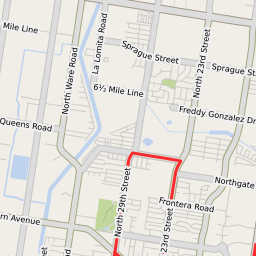 Mile Line
La Lomita Road
North Ware Road
Sprague Street
North 23rd Street
Sprague St
6½ Mile Line
Freddy Gonzalez Dr
Queens Road
North 29th Street
Northgate
Frontera Road
23rd Street
rn Avenue